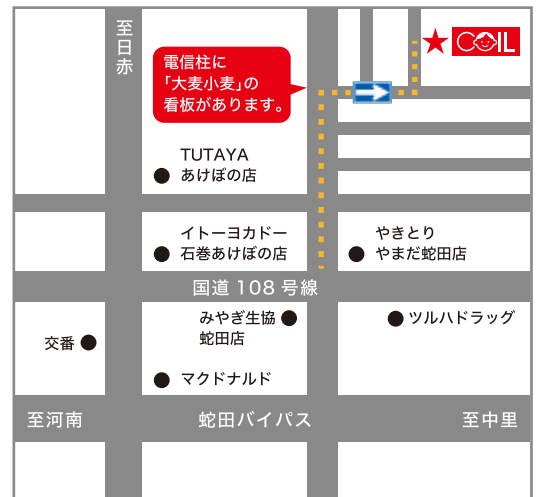 至日赤
電信柱に
「大麦小麦」の
看板があります。
COIL
TUTAYA
あけぼの店
イトーヨカドー
石巻あけぼの店
やきとり
やまだ蛇田店
国道108号線
みやぎ生協
蛇田店
ツルハドラッグ
交番
マクドナルド
至河南
蛇田バイパス
至中里